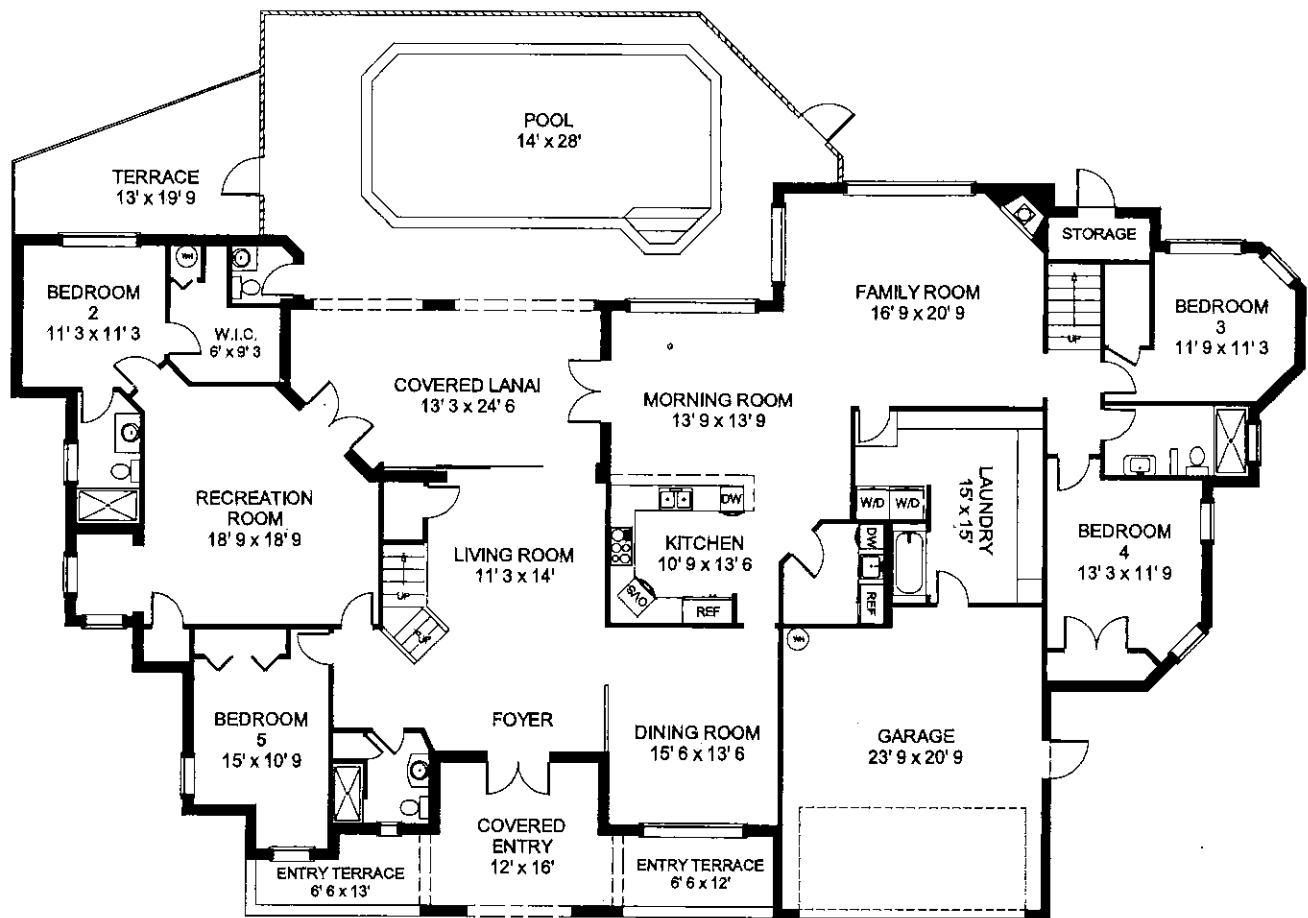 POOL
14' x 28'
TERRACE
13' x 19' 9
STORAGE
WH
BEDROOM
2
11' 3 x 11' 3
W.I.C.
6' x 9' 3
FAMILY ROOM
16' 9 x 20' 9
UP
BEDROOM
3
11' 9 x 11' 3
COVERED LANAI
13' 3 x 24' 6
MORNING ROOM
13' 9 x 13' 9
RECREATION
ROOM
18' 9 x 18' 9
LIVING ROOM
11' 3 x 14'
UP
UP
DW
KITCHEN
10' 9 x 13' 6
OVS
REF
W/D
W/D
DW
REF
LAUNDRY
15' x 15'
BEDROOM
4
13' 3 x 11' 9
WH
BEDROOM
5
15' x 10' 9
FOYER
DINING ROOM
15' 6 x 13' 6
GARAGE
23' 9 x 20' 9
COVERED
ENTRY
12' x 16'
ENTRY TERRACE
6' 6 x 13'
ENTRY TERRACE
6' 6 x 12'